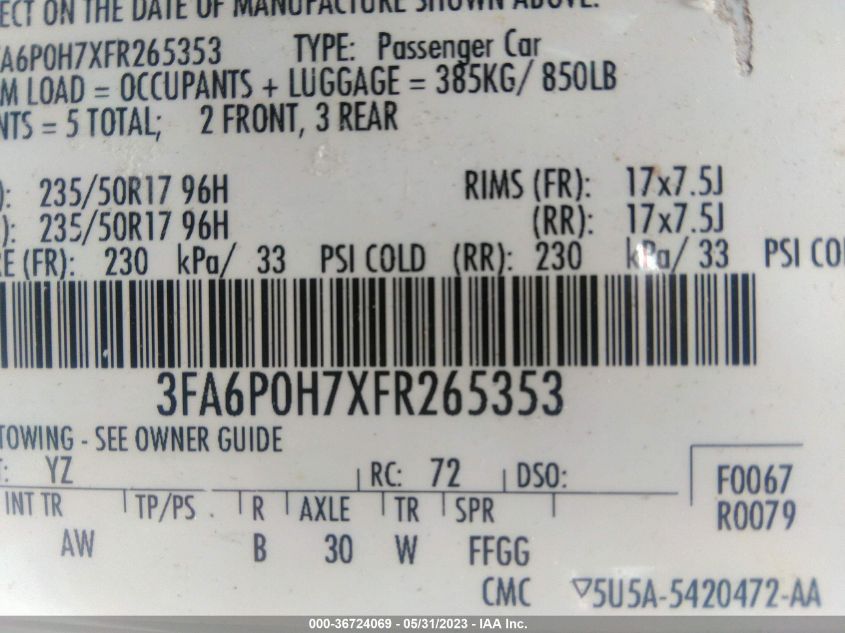 ECT ON THE DATE OF MANUFACTURE SHOWN ABOVE.
FA6P0H7XFR265353 TYPE: Passenger Car
M LOAD = OCCUPANTS + LUGGAGE = 385KG/ 850LB
NTS = 5 TOTAL; 2 FRONT, 3 REAR
): 235/50R17 96H RIMS (FR): 17x7.5J
): 235/50R17 96H (RR): 17x7.5J
RE (FR): 230 kPa/ 33 PSI COLD (RR): 230 kPa/ 33 PSI COL
3FA6P0H7XFR265353
TOWING - SEE OWNER GUIDE
T: YZ RC: 72 DSO:
F0067
INT TR TP/PS R AXLE TR SPR
R0079
AW B 30 W FFGG
CMC ▽5U5A-5420472-AA
000-36724069 - 05/31/2023 - IAA Inc.